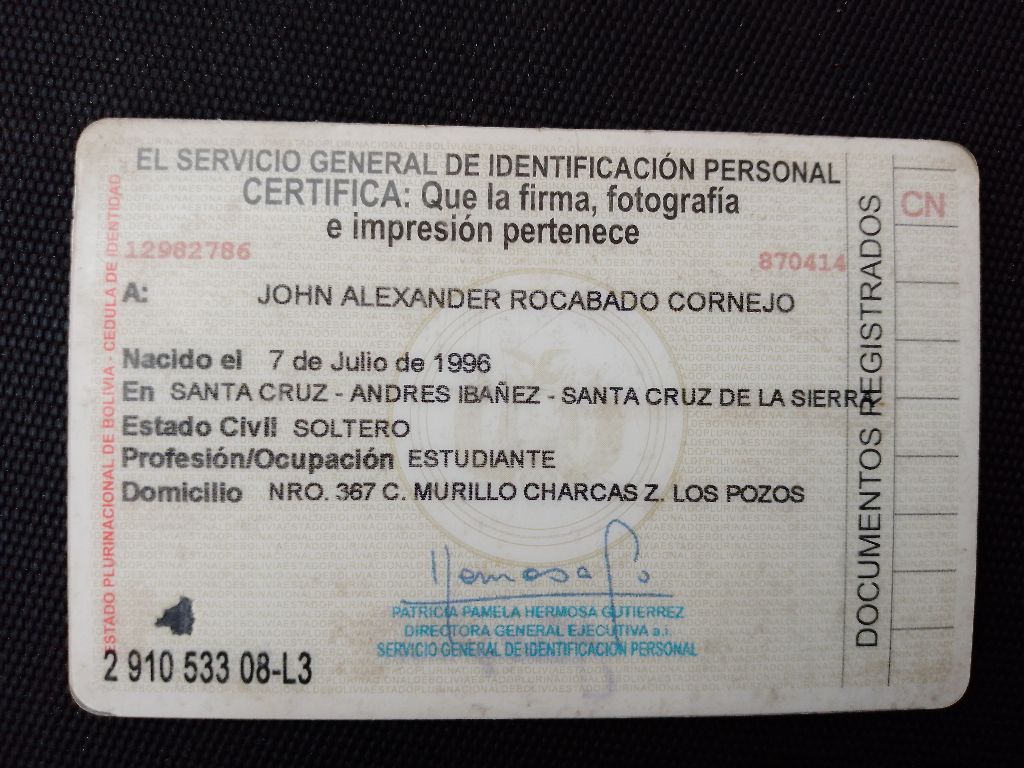 EL SERVICIO GENERAL DE IDENTIFICACIÓN PERSONAL
CERTIFICA: Que la firma, fotografía
e impresión pertenece
12982786
870414
A: JOHN ALEXANDER ROCABADO CORNEJO
Nacido el 7 de Julio de 1996
En SANTA CRUZ - ANDRES IBAÑEZ - SANTA CRUZ DE LA SIERRA
Estado Civil SOLTERO
Profesión/Ocupación ESTUDIANTE
Domicilio NRO. 367 C. MURILLO CHARCAS Z. LOS POZOS
PATRICIA PAMELA HERMOSA GUTIERREZ
DIRECTORA GENERAL EJECUTIVA a.i.
SERVICIO GENERAL DE IDENTIFICACIÓN PERSONAL
2 910 533 08-L3
ESTADO PLURINACIONAL DE BOLIVIA - CEDULA DE IDENTIDAD
DOCUMENTOS REGISTRADOS
CN